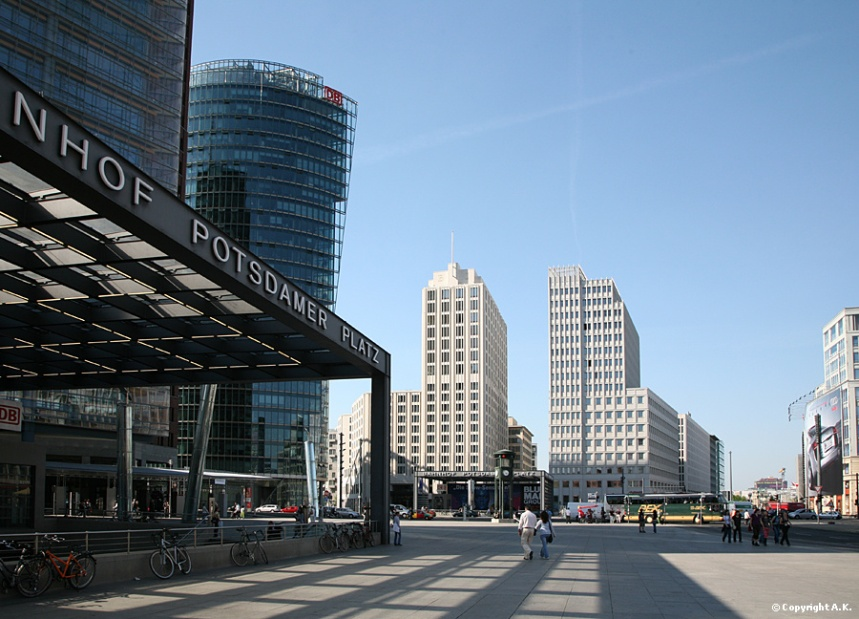 NHOF POTSDAMER PLATZ
DB
DB
© Copyright A.K.